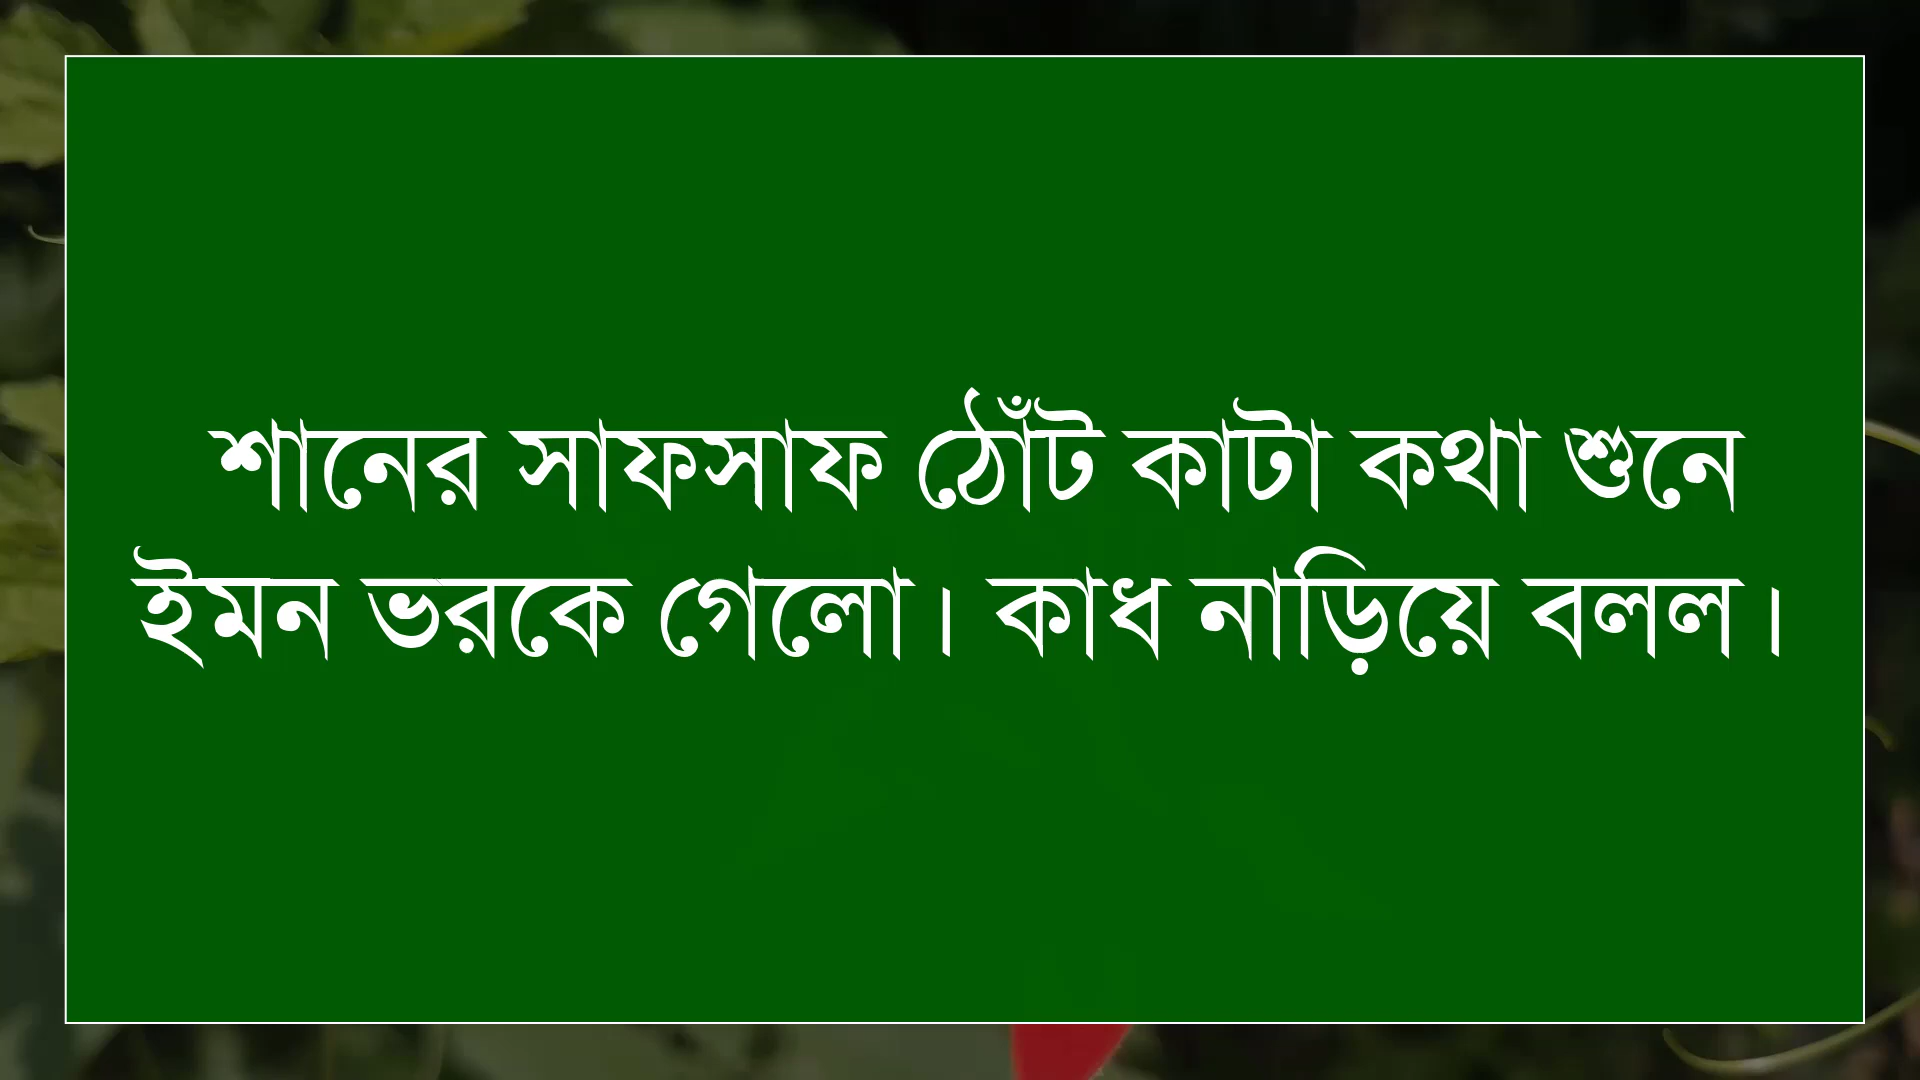 শানের সাফসাফ ঠোঁট কাটা কথা শুনে
ইমন ভরকে গেলো। কাধ নাড়িয়ে বলল।